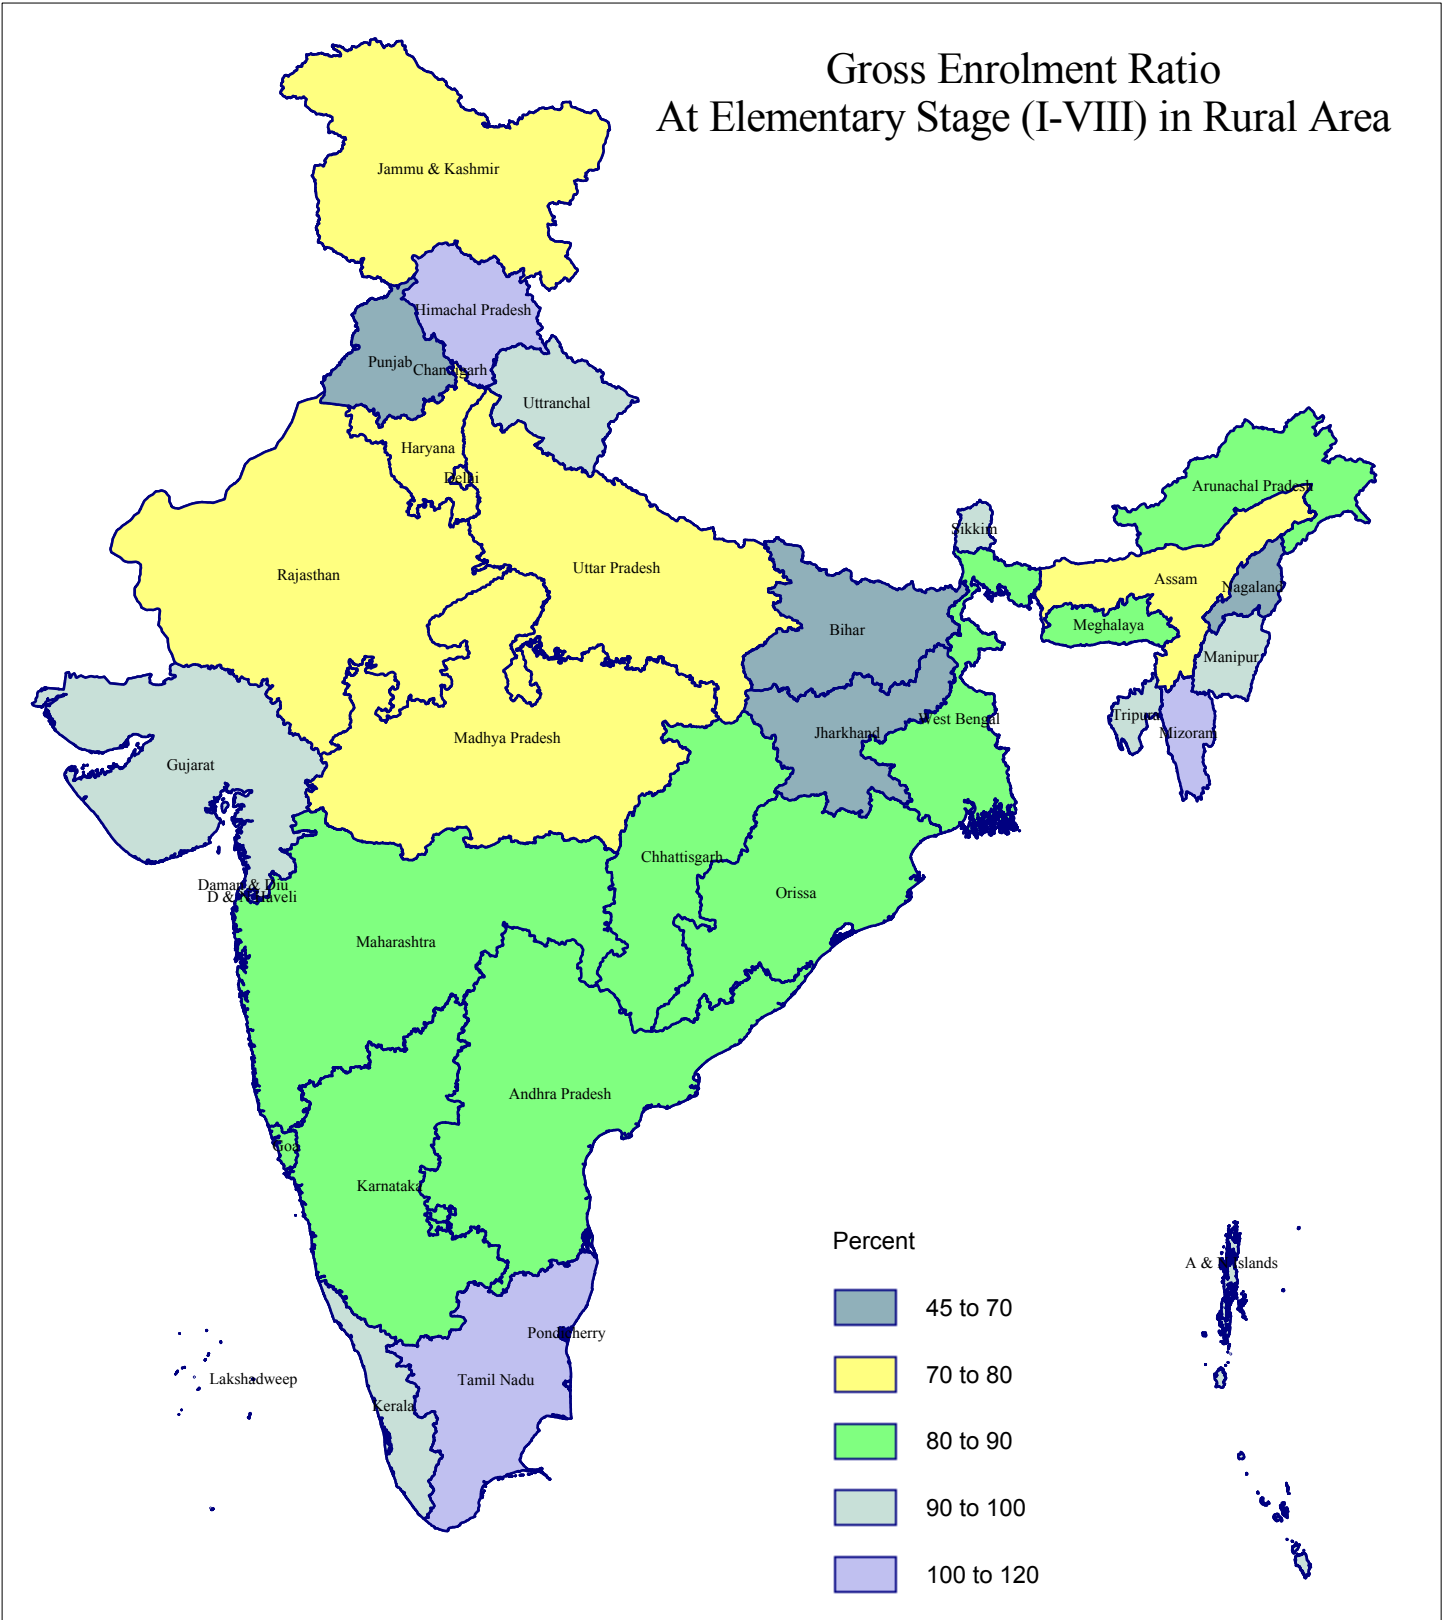 Gross Enrolment Ratio
At Elementary Stage (I-VIII) in Rural Area
Jammu & Kashmir
Himachal Pradesh
Punjab
Chandigarh
Uttranchal
Haryana
Delhi
Arunachal Pradesh
Sikkim
Rajasthan
Uttar Pradesh
Assam
Nagaland
Bihar
Meghalaya
Manipur
Tripura
Mizoram
West Bengal
Jharkhand
Madhya Pradesh
Gujarat
Chhattisgarh
Daman & Diu
D & N Haveli
Orissa
Maharashtra
Andhra Pradesh
Goa
Karnataka
Percent
A & N Islands
45 to 70
Pondicherry
70 to 80
Lakshadweep
Tamil Nadu
Kerala
80 to 90
90 to 100
100 to 120